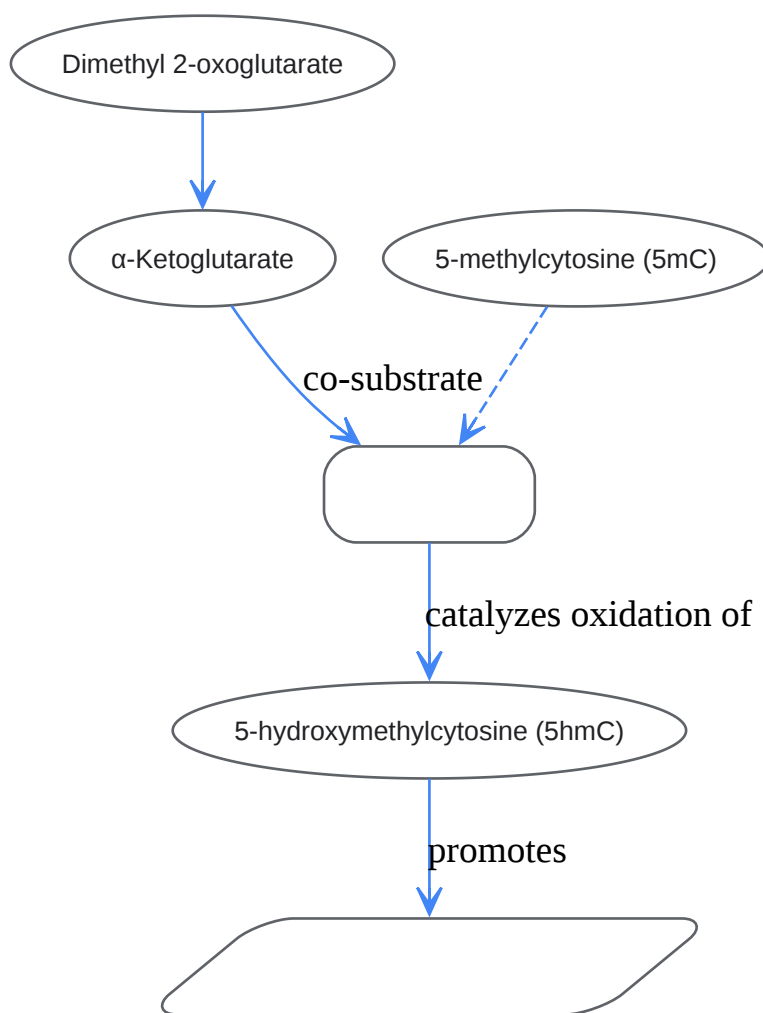 Dimethyl 2-oxoglutarate
α-Ketoglutarate
5-methylcytosine (5mC)
co-substrate
catalyzes oxidation of
5-hydroxymethylcytosine (5hmC)
promotes